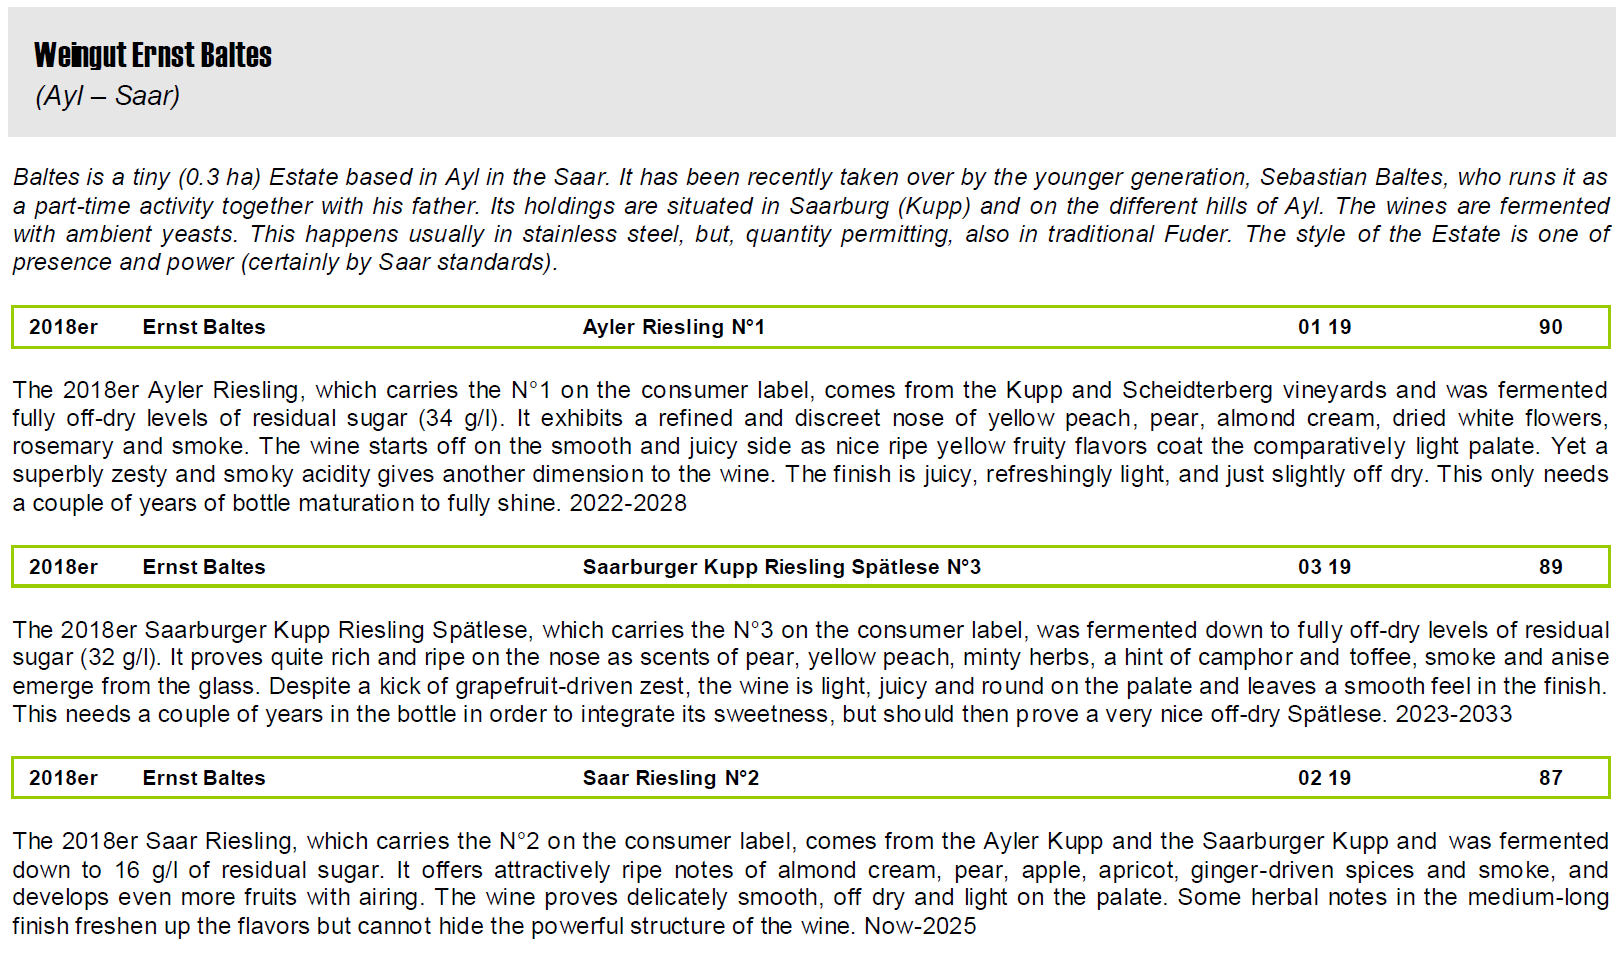 Weingut Ernst Baltes
(Ayl – Saar)
Baltes is a tiny (0.3 ha) Estate based in Ayl in the Saar. It has been recently taken over by the younger generation, Sebastian Baltes, who runs it as
a part-time activity together with his father. Its holdings are situated in Saarburg (Kupp) and on the different hills of Ayl. The wines are fermented
with ambient yeasts. This happens usually in stainless steel, but, quantity permitting, also in traditional Fuder. The style of the Estate is one of
presence and power (certainly by Saar standards).
2018er Ernst Baltes Ayler Riesling N°1 01 19 90
The 2018er Ayler Riesling, which carries the N°1 on the consumer label, comes from the Kupp and Scheidterberg vineyards and was fermented
fully off-dry levels of residual sugar (34 g/l). It exhibits a refined and discreet nose of yellow peach, pear, almond cream, dried white flowers,
rosemary and smoke. The wine starts off on the smooth and juicy side as nice ripe yellow fruity flavors coat the comparatively light palate. Yet a
superbly zesty and smoky acidity gives another dimension to the wine. The finish is juicy, refreshingly light, and just slightly off dry. This only needs
a couple of years of bottle maturation to fully shine. 2022-2028
2018er Ernst Baltes Saarburger Kupp Riesling Spätlese N°3 03 19 89
The 2018er Saarburger Kupp Riesling Spätlese, which carries the N°3 on the consumer label, was fermented down to fully off-dry levels of residual
sugar (32 g/l). It proves quite rich and ripe on the nose as scents of pear, yellow peach, minty herbs, a hint of camphor and toffee, smoke and anise
emerge from the glass. Despite a kick of grapefruit-driven zest, the wine is light, juicy and round on the palate and leaves a smooth feel in the finish.
This needs a couple of years in the bottle in order to integrate its sweetness, but should then prove a very nice off-dry Spätlese. 2023-2033
2018er Ernst Baltes Saar Riesling N°2 02 19 87
The 2018er Saar Riesling, which carries the N°2 on the consumer label, comes from the Ayler Kupp and the Saarburger Kupp and was fermented
down to 16 g/l of residual sugar. It offers attractively ripe notes of almond cream, pear, apple, apricot, ginger-driven spices and smoke, and
develops even more fruits with airing. The wine proves delicately smooth, off dry and light on the palate. Some herbal notes in the medium-long
finish freshen up the flavors but cannot hide the powerful structure of the wine. Now-2025